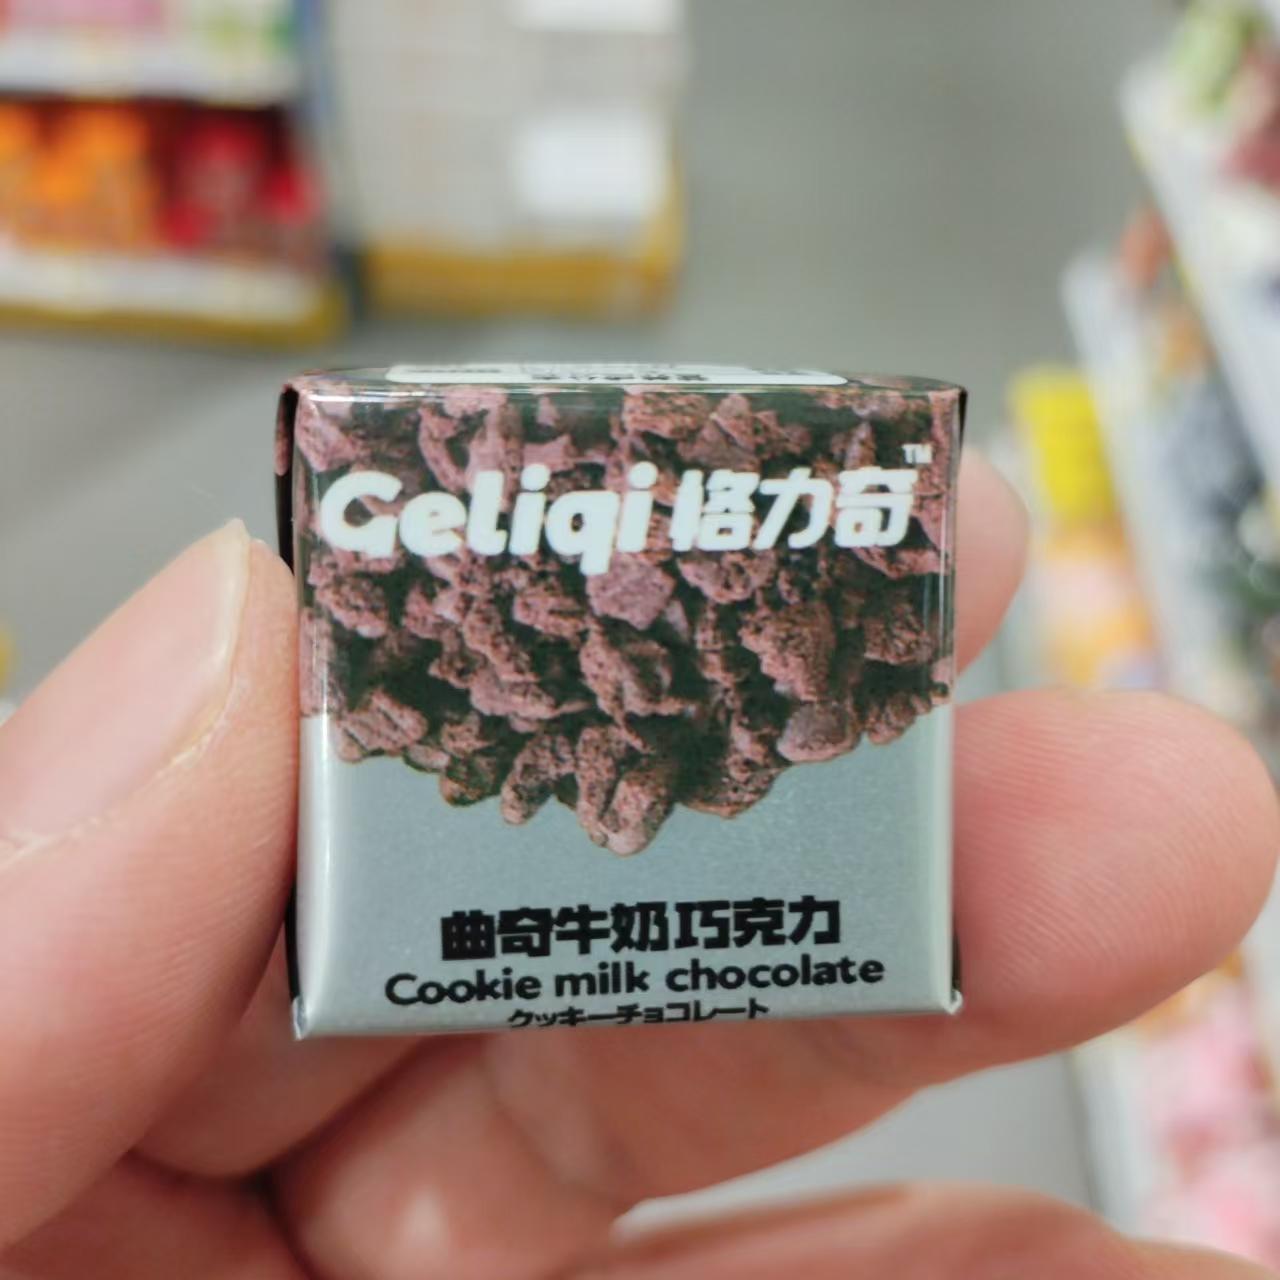 Geliqi 格力奇™
曲奇牛奶巧克力
Cookie milk chocolate
クッキーチョコレート